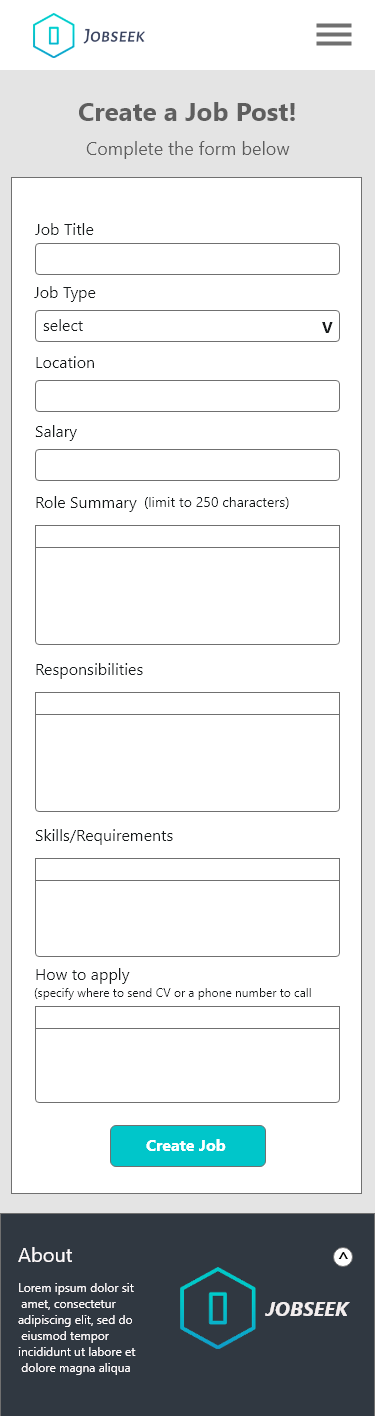 JOBSEEK
Create a Job Post!
Complete the form below
Job Title
Job Type
select V
Location
Salary
Role Summary (limit to 250 characters)
Responsibilities
Skills/Requirements
How to apply
(specify where to send CV or a phone number to call
Create Job
About
^
Lorem ipsum dolor sit
amet, consectetur
adipiscing elit, sed do
eiusmod tempor
incididunt ut labore et
dolore magna aliqua
JOBSEEK